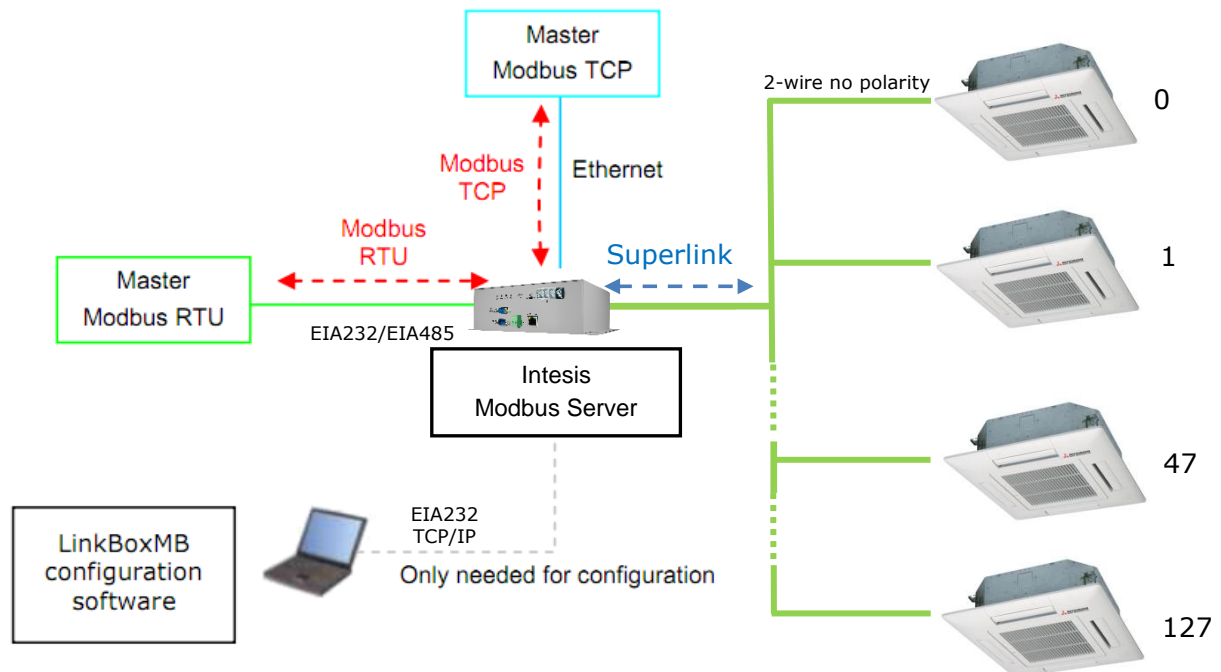 Master
Modbus TCP
2-wire no polarity
0
Modbus
TCP
Ethernet
Modbus
RTU
Superlink
1
Master
Modbus RTU
EIA232/EIA485
Intesis
Modbus Server
47
LinkBoxMB
configuration
software
EIA232
TCP/IP
Only needed for configuration
127